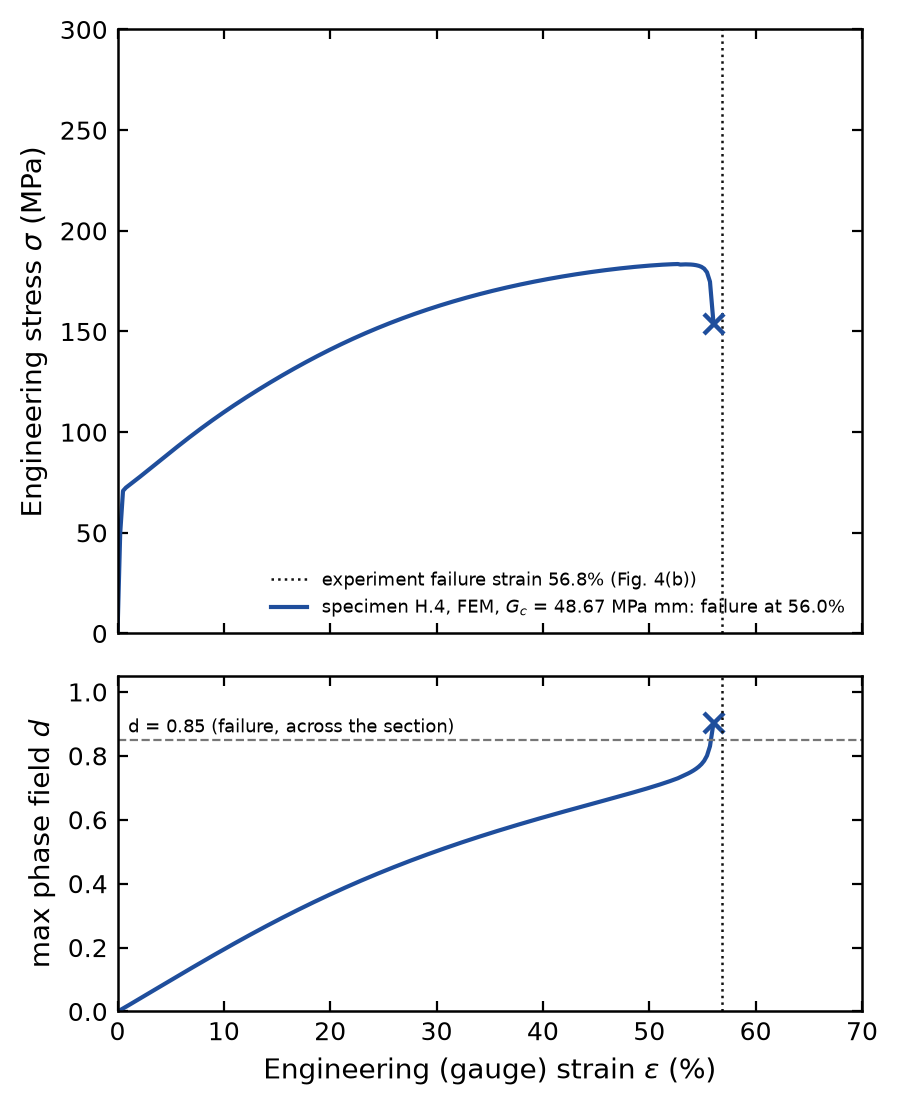 300
250
200
150
100
50
0
Engineering stress σ (MPa)
experiment failure strain 56.8% (Fig. 4(b))
specimen H.4, FEM, G_c = 48.67 MPa mm: failure at 56.0%
1.0
0.8
0.6
0.4
0.2
0.0
max phase field d
d = 0.85 (failure, across the section)
0 10 20 30 40 50 60 70
Engineering (gauge) strain ε (%)